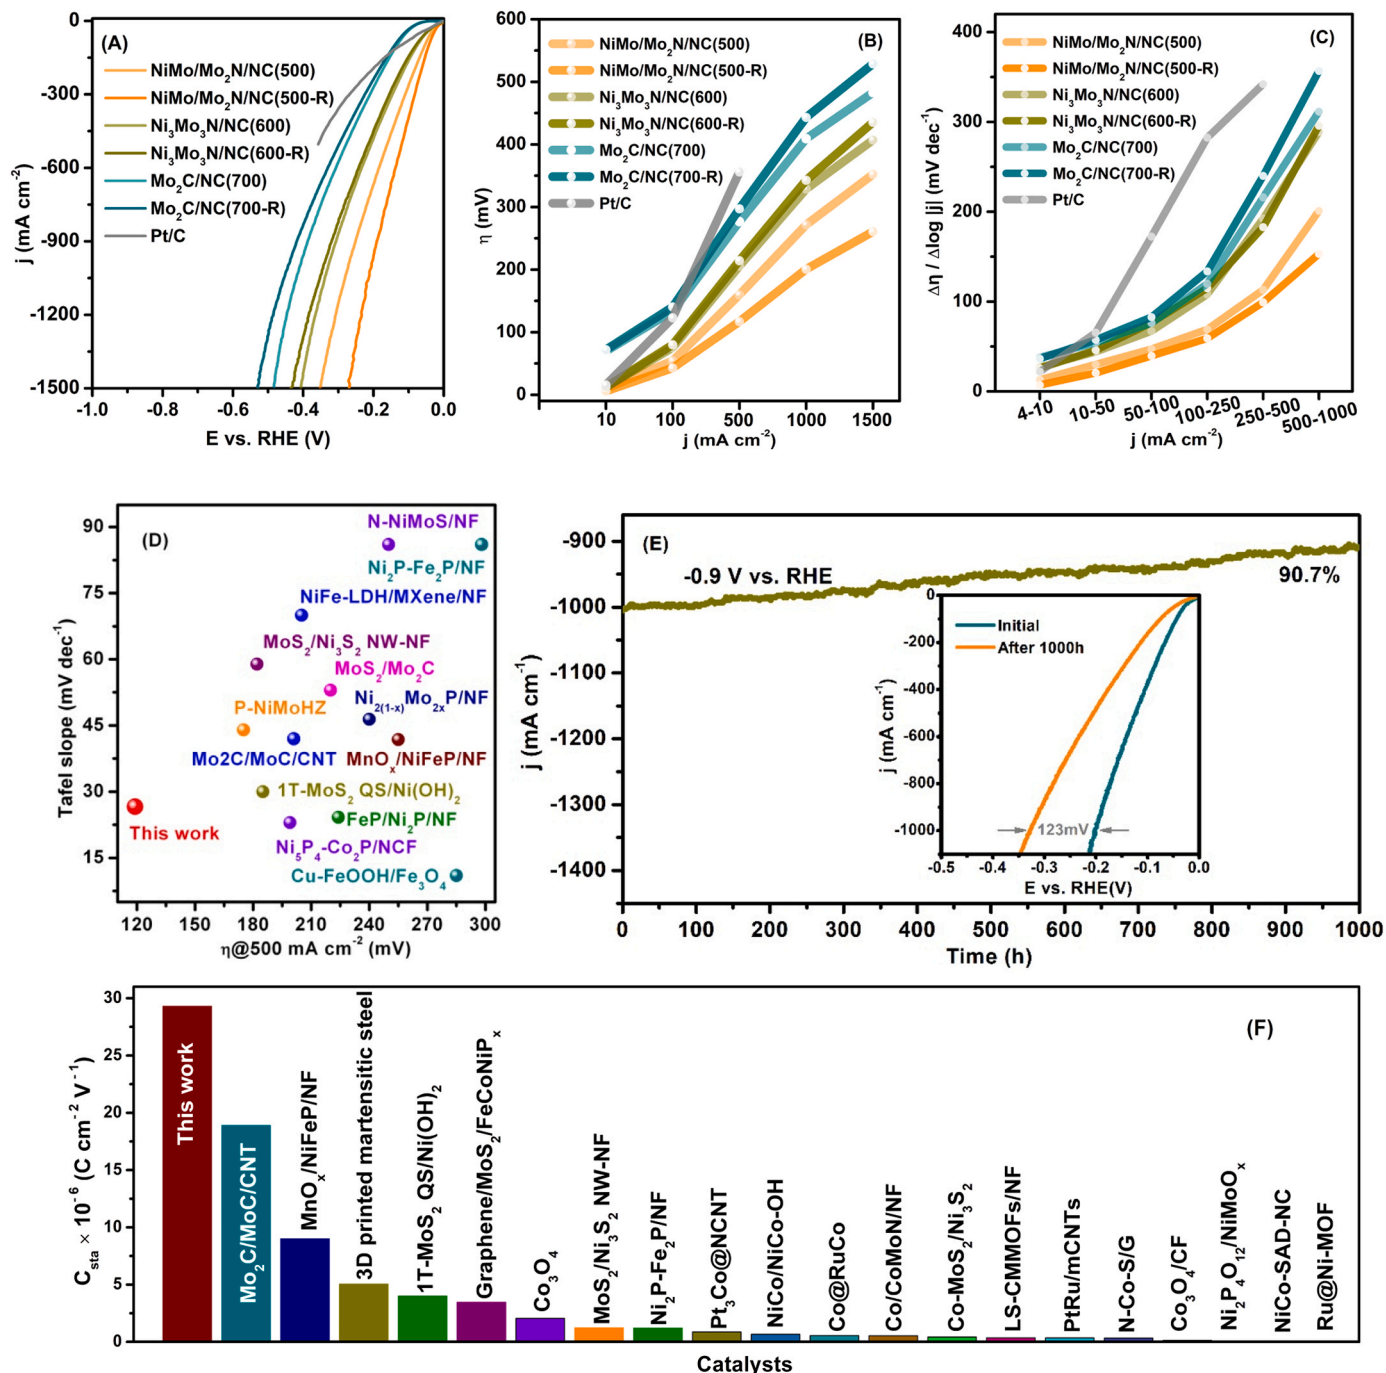 (A)
NiMo/Mo₂N/NC(500)
NiMo/Mo₂N/NC(500-R)
Ni₃Mo₃N/NC(600)
Ni₃Mo₃N/NC(600-R)
Mo₂C/NC(700)
Mo₂C/NC(700-R)
Pt/C
j (mA cm⁻²)
0
-300
-600
-900
-1200
-1500
-1.0 -0.8 -0.6 -0.4 -0.2 0.0
E vs. RHE (V)
(B)
NiMo/Mo₂N/NC(500)
NiMo/Mo₂N/NC(500-R)
Ni₃Mo₃N/NC(600)
Ni₃Mo₃N/NC(600-R)
Mo₂C/NC(700)
Mo₂C/NC(700-R)
Pt/C
η (mV)
600
500
400
300
200
100
0
10 100 500 1000 1500
j (mA cm⁻²)
(C)
NiMo/Mo₂N/NC(500)
NiMo/Mo₂N/NC(500-R)
Ni₃Mo₃N/NC(600)
Ni₃Mo₃N/NC(600-R)
Mo₂C/NC(700)
Mo₂C/NC(700-R)
Pt/C
Δη / Δlog |j| (mV dec⁻¹)
400
300
200
100
0
4-10 10-50 50-100 100-250 250-500 500-1000
j (mA cm⁻²)
(D)
N-NiMoS/NF
Ni₂P-Fe₂P/NF
NiFe-LDH/MXene/NF
MoS₂/Ni₃S₂ NW-NF
MoS₂/Mo₂C
Ni₂₍₁₋ₓ₎Mo₂ₓP/NF
P-NiMoHZ
Mo2C/MoC/CNT
MnOₓ/NiFeP/NF
1T-MoS₂ QS/Ni(OH)₂
This work
FeP/Ni₂P/NF
Ni₅P₄-Co₂P/NCF
Cu-FeOOH/Fe₃O₄
Tafel slope (mV dec⁻¹)
90
75
60
45
30
15
120 150 180 210 240 270 300
η@500 mA cm⁻² (mV)
(E)
-0.9 V vs. RHE
90.7%
j (mA cm⁻¹)
-900
-1000
-1100
-1200
-1300
-1400
0 100 200 300 400 500 600 700 800 900 1000
Time (h)
Initial
After 1000h
123mV
j (mA cm⁻¹)
0
-200
-400
-600
-800
-1000
-0.5 -0.4 -0.3 -0.2 -0.1 0.0
E vs. RHE(V)
(F)
C_sta × 10⁻⁶ (C cm⁻² V⁻¹)
30
25
20
15
10
5
0
This work
Mo₂C/MoC/CNT
MnOₓ/NiFeP/NF
3D printed martensitic steel
1T-MoS₂ QS/Ni(OH)₂
Graphene/MoS₂/FeCoNiPₓ
Co₃O₄
MoS₂/Ni₃S₂ NW-NF
Ni₂P-Fe₂P/NF
Pt₃Co@NCNT
NiCo/NiCo-OH
Co@RuCo
Co/CoMoN/NF
Co-MoS₂/Ni₃S₂
LS-CMMOFs/NF
PtRu/mCNTs
N-Co-S/G
Co₃O₄/CF
Ni₂P₄O₁₂/NiMoOₓ
NiCo-SAD-NC
Ru@Ni-MOF
Catalysts